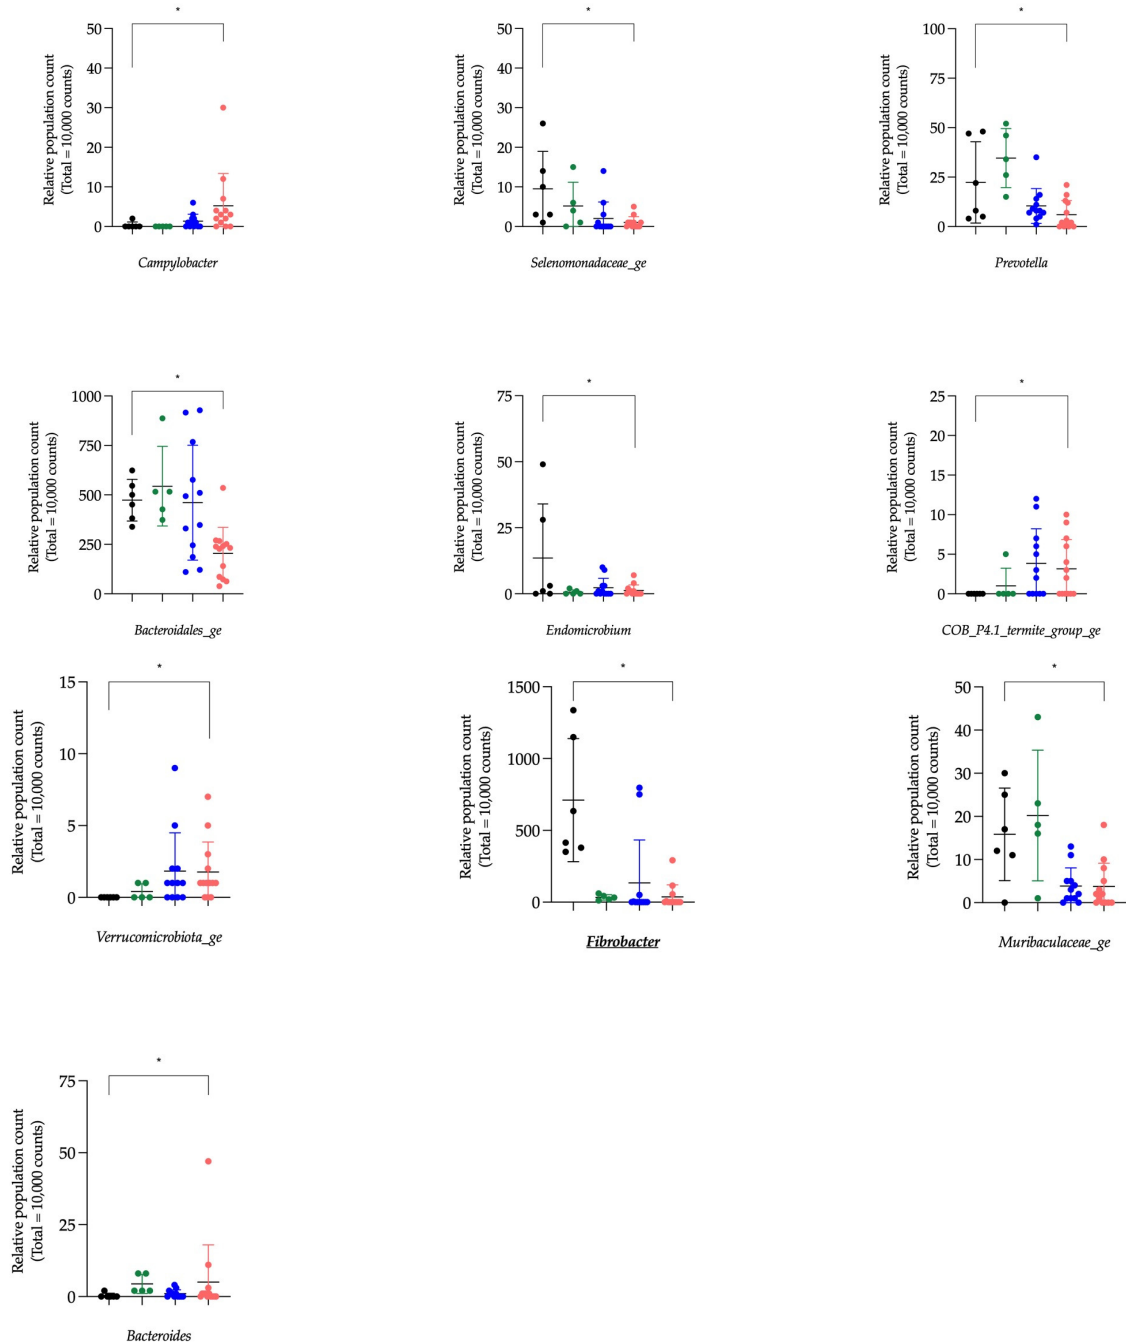 *
Relative population count
(Total = 10,000 counts)
50
40
30
20
10
0
Campylobacter
*
Relative population count
(Total = 10,000 counts)
50
40
30
20
10
0
Selenomonadaceae_ge
*
Relative population count
(Total = 10,000 counts)
100
75
50
25
0
Prevotella
*
Relative population count
(Total = 10,000 counts)
1000
750
500
250
0
Bacteroidales_ge
*
Relative population count
(Total = 10,000 counts)
75
50
25
0
Endomicrobium
*
Relative population count
(Total = 10,000 counts)
25
20
15
10
5
0
COB_P4.1_termite_group_ge
*
Relative population count
(Total = 10,000 counts)
15
10
5
0
Verrucomicrobiota_ge
*
Relative population count
(Total = 10,000 counts)
1500
1000
500
0
Fibrobacter
*
Relative population count
(Total = 10,000 counts)
50
40
30
20
10
0
Muribaculaceae_ge
*
Relative population count
(Total = 10,000 counts)
75
50
25
0
Bacteroides